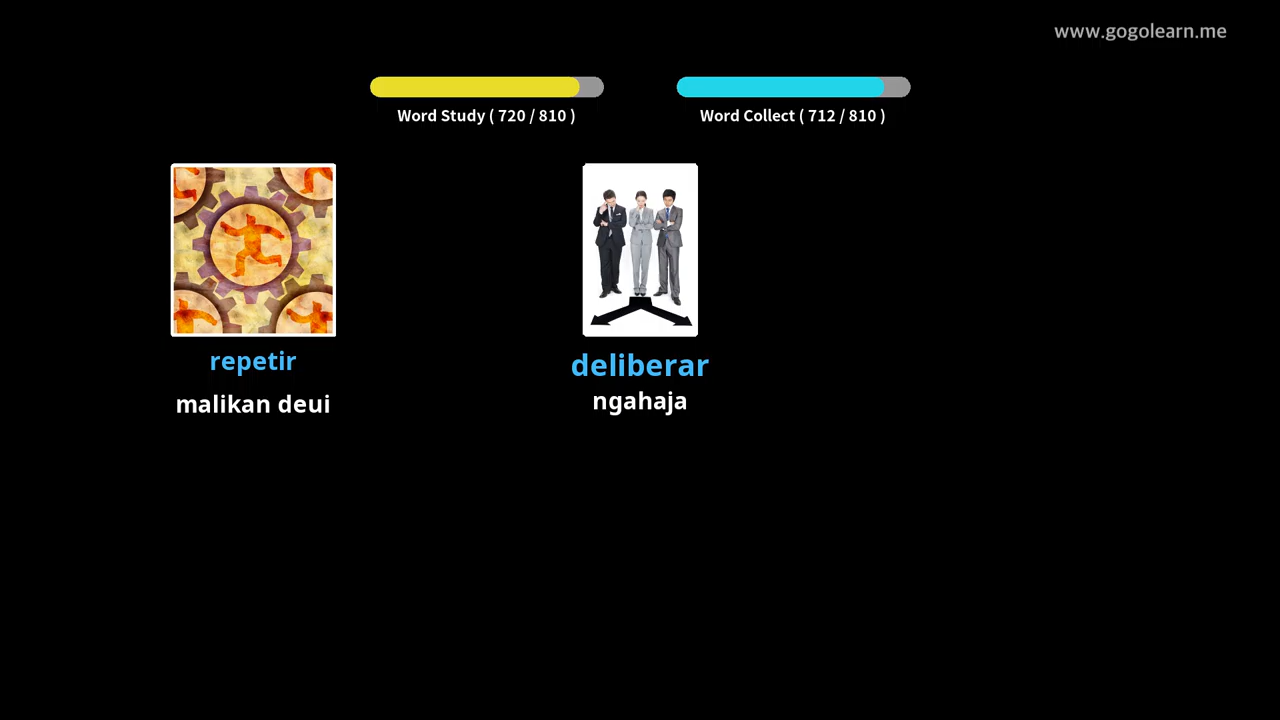 www.gogolearn.me
Word Study ( 720 / 810 )
Word Collect ( 712 / 810 )
repetir
malikan deui
deliberar
ngahaja